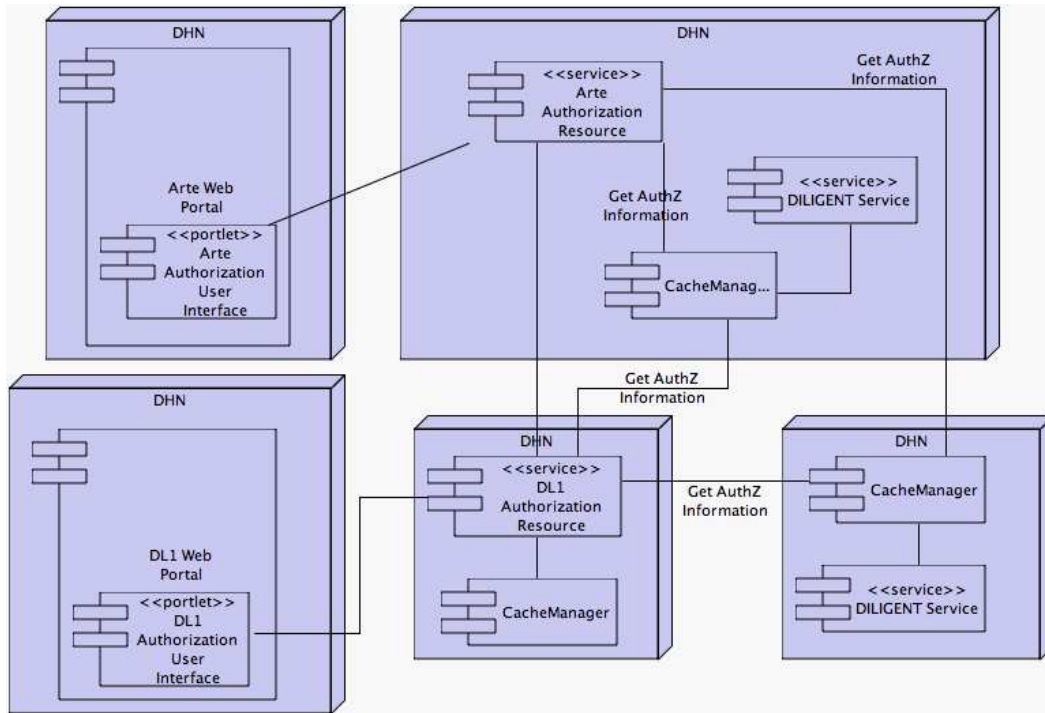 DHN
Arte Web
Portal
<<portlet>>
Arte
Authorization
User
Interface
DHN
<<service>>
Arte
Authorization
Resource
Get AuthZ
Information
<<service>>
DILIGENT Service
Get AuthZ
Information
CacheManag...
Get AuthZ
Information
DHN
DL1 Web
Portal
<<portlet>>
DL1
Authorization
User
Interface
DHN
<<service>>
DL1
Authorization
Resource
CacheManager
Get AuthZ
Information
DHN
CacheManager
<<service>>
DILIGENT Service